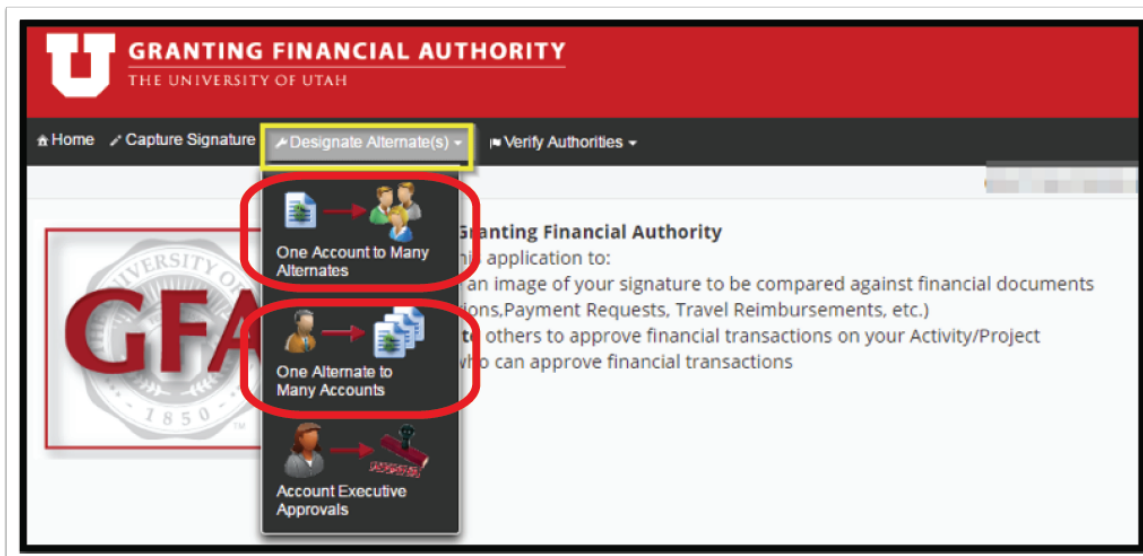 GRANTING FINANCIAL AUTHORITY
THE UNIVERSITY OF UTAH
Home Capture Signature Designate Alternate(s) Verify Authorities
One Account to Many
Alternates
One Alternate to
Many Accounts
Account Executive
Approvals
Granting Financial Authority
application to:
an image of your signature to be compared against financial documents
Payment Requests, Travel Reimbursements, etc.)
others to approve financial transactions on your Activity/Project
who can approve financial transactions
UNIVERSITY OF
GFA
1850
TM